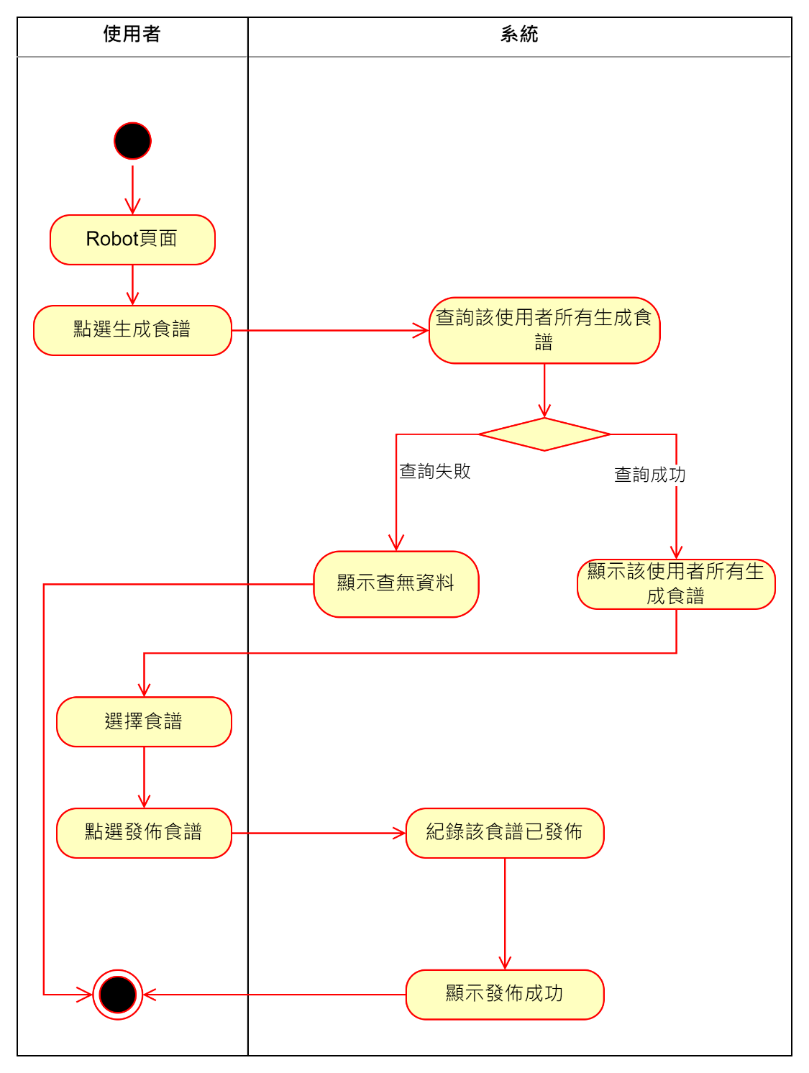 使用者
系統
Robot頁面
點選生成食譜
查詢該使用者所有生成食
譜
查詢失敗
查詢成功
顯示查無資料
顯示該使用者所有生
成食譜
選擇食譜
點選發佈食譜
紀錄該食譜已發佈
顯示發佈成功